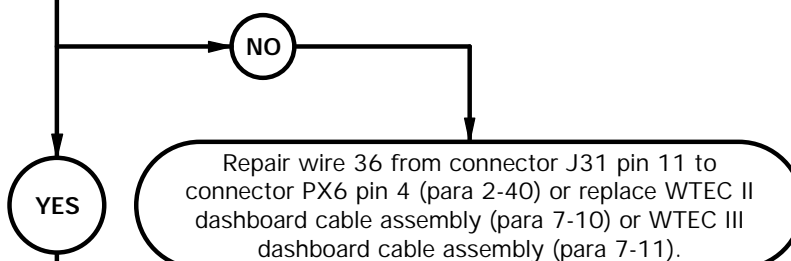 NO
YES
Repair wire 36 from connector J31 pin 11 to
connector PX6 pin 4 (para 2-40) or replace WTEC II
dashboard cable assembly (para 7-10) or WTEC III
dashboard cable assembly (para 7-11).